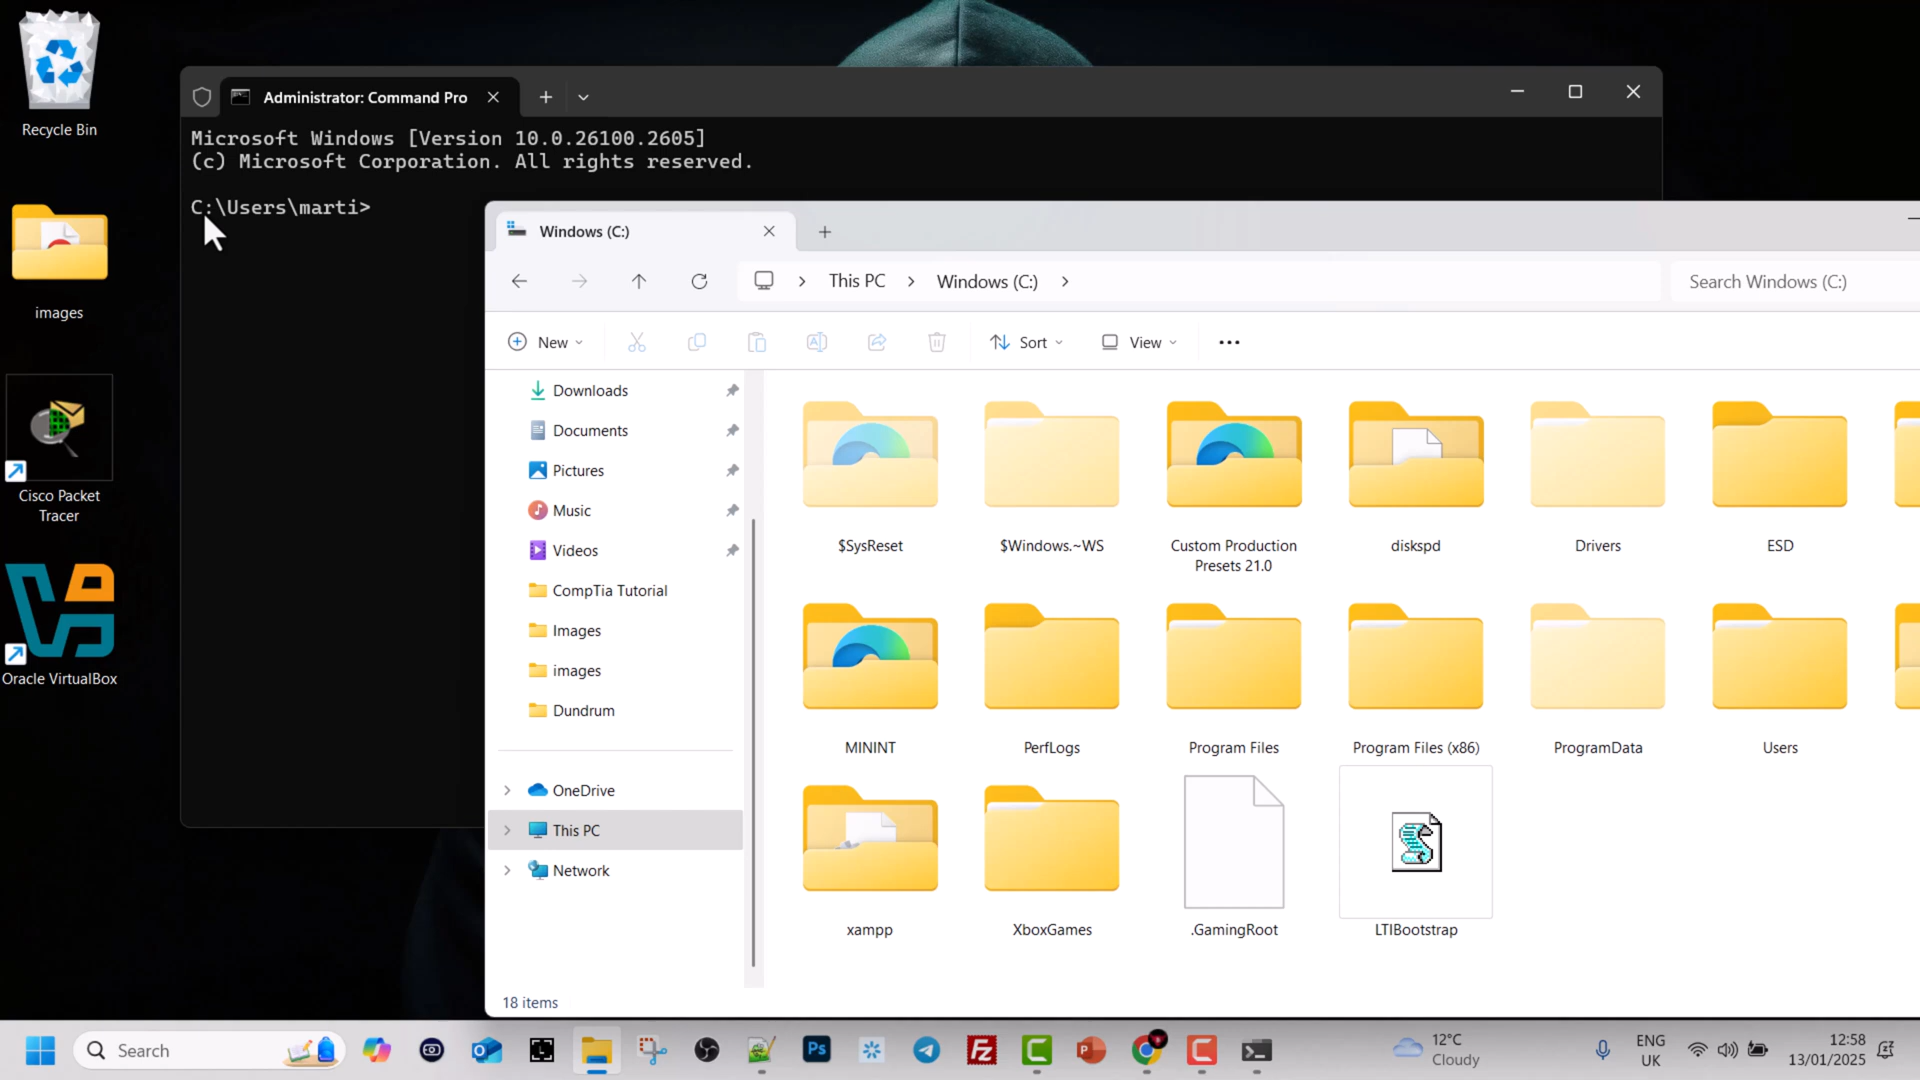 Recycle Bin
images
Cisco Packet
Tracer
Oracle VirtualBox
Administrator: Command Pro
Microsoft Windows [Version 10.0.26100.2605]
(c) Microsoft Corporation. All rights reserved.
C:\Users\marti>
Windows (C:)
This PC
Windows (C:)
Search Windows (C:)
New
Sort
View
Downloads
Documents
Pictures
Music
Videos
CompTia Tutorial
Images
images
Dundrum
OneDrive
This PC
Network
$SysReset
$Windows.~WS
Custom Production
Presets 21.0
diskspd
Drivers
ESD
MININT
PerfLogs
Program Files
Program Files (x86)
ProgramData
Users
xampp
XboxGames
.GamingRoot
LTIBootstrap
18 items
Search
Ps
Fz
12°C
Cloudy
ENG
UK
12:58
13/01/2025